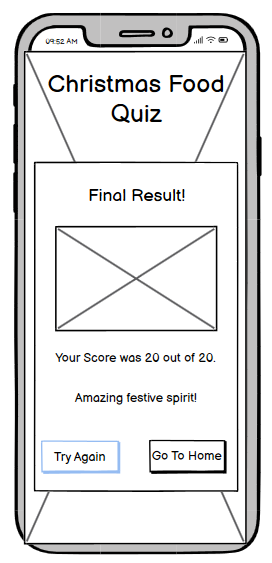 09:52 AM
Christmas Food
Quiz
Final Result!
Your Score was 20 out of 20.
Amazing festive spirit!
Try Again
Go To Home